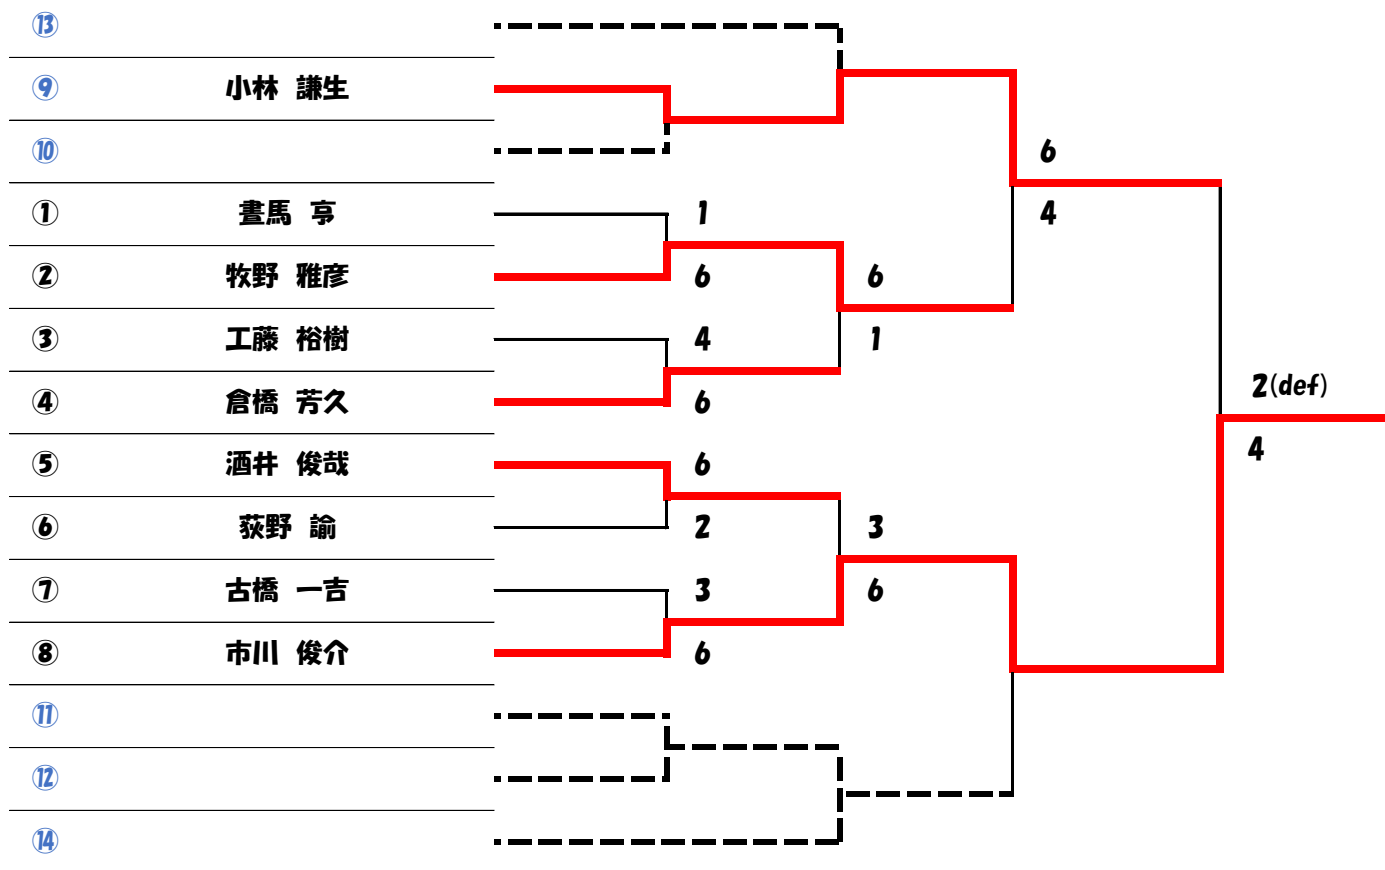 ⑬
⑨ 小林 謙生
⑩
6
① 晝馬 享 1 4
② 牧野 雅彦 6 6
③ 工藤 裕樹 4 1
2(def)
④ 倉橋 芳久 6
4
⑤ 酒井 俊哉 6
⑥ 荻野 諭 2 3
⑦ 古橋 一吉 3 6
⑧ 市川 俊介 6
⑪
⑫
⑭